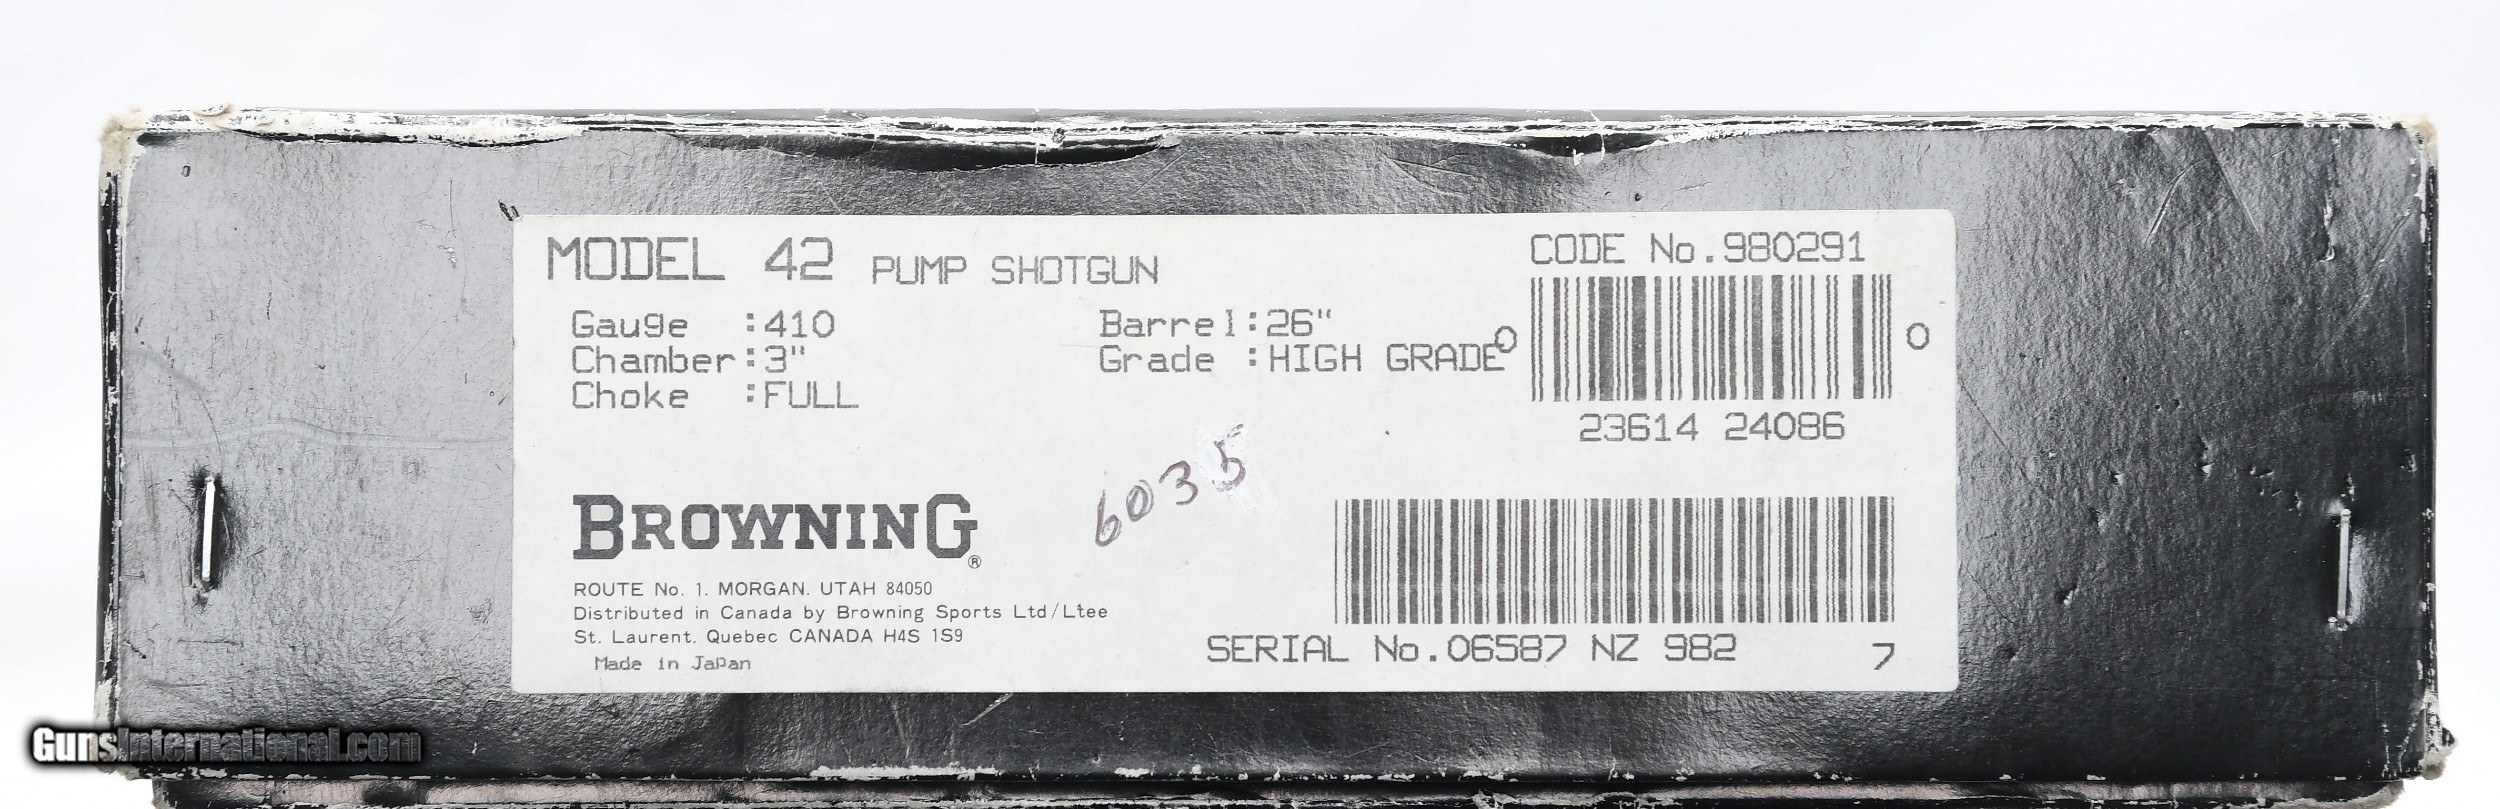 MODEL 42 PUMP SHOTGUN
CODE No.980291
Gauge :410
Barrel:26"
Chamber:3"
Grade :HIGH GRADE
0 0
Choke :FULL
23614 24086
6035
BROWNING®
ROUTE No. 1. MORGAN. UTAH 84050
Distributed in Canada by Browning Sports Ltd/Ltee
St. Laurent. Quebec CANADA H4S 1S9
Made in Japan
SERIAL No.06587 NZ 982 7
GunsInternational.com